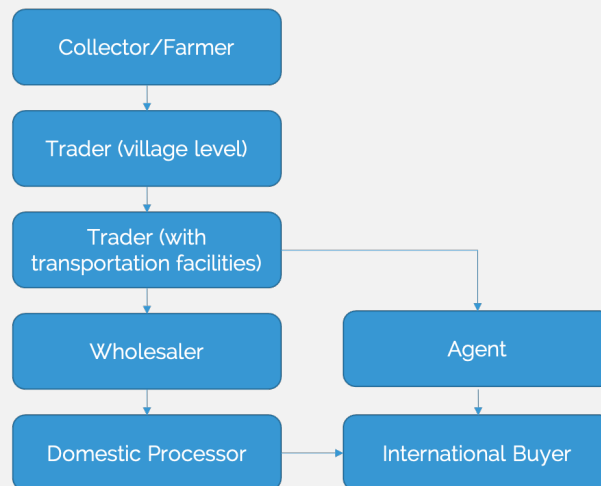 Collector/Farmer
Trader (village level)
Trader (with
transportation facilities)
Wholesaler
Agent
Domestic Processor
International Buyer